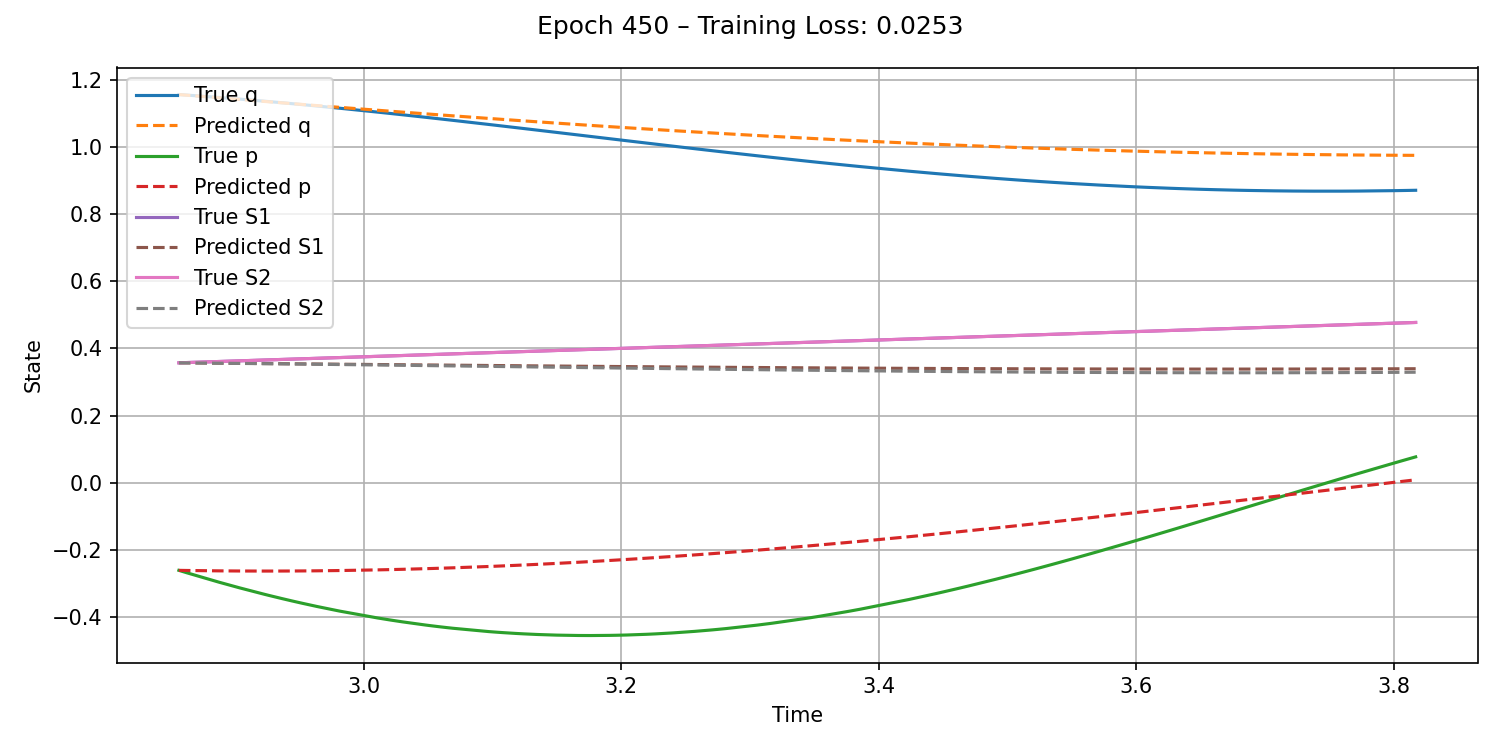 Epoch 450 – Training Loss: 0.0253
True q
Predicted q
True p
Predicted p
True S1
Predicted S1
True S2
Predicted S2
1.2
1.0
0.8
0.6
0.4
0.2
0.0
−0.2
−0.4
State
3.0 3.2 3.4 3.6 3.8
Time